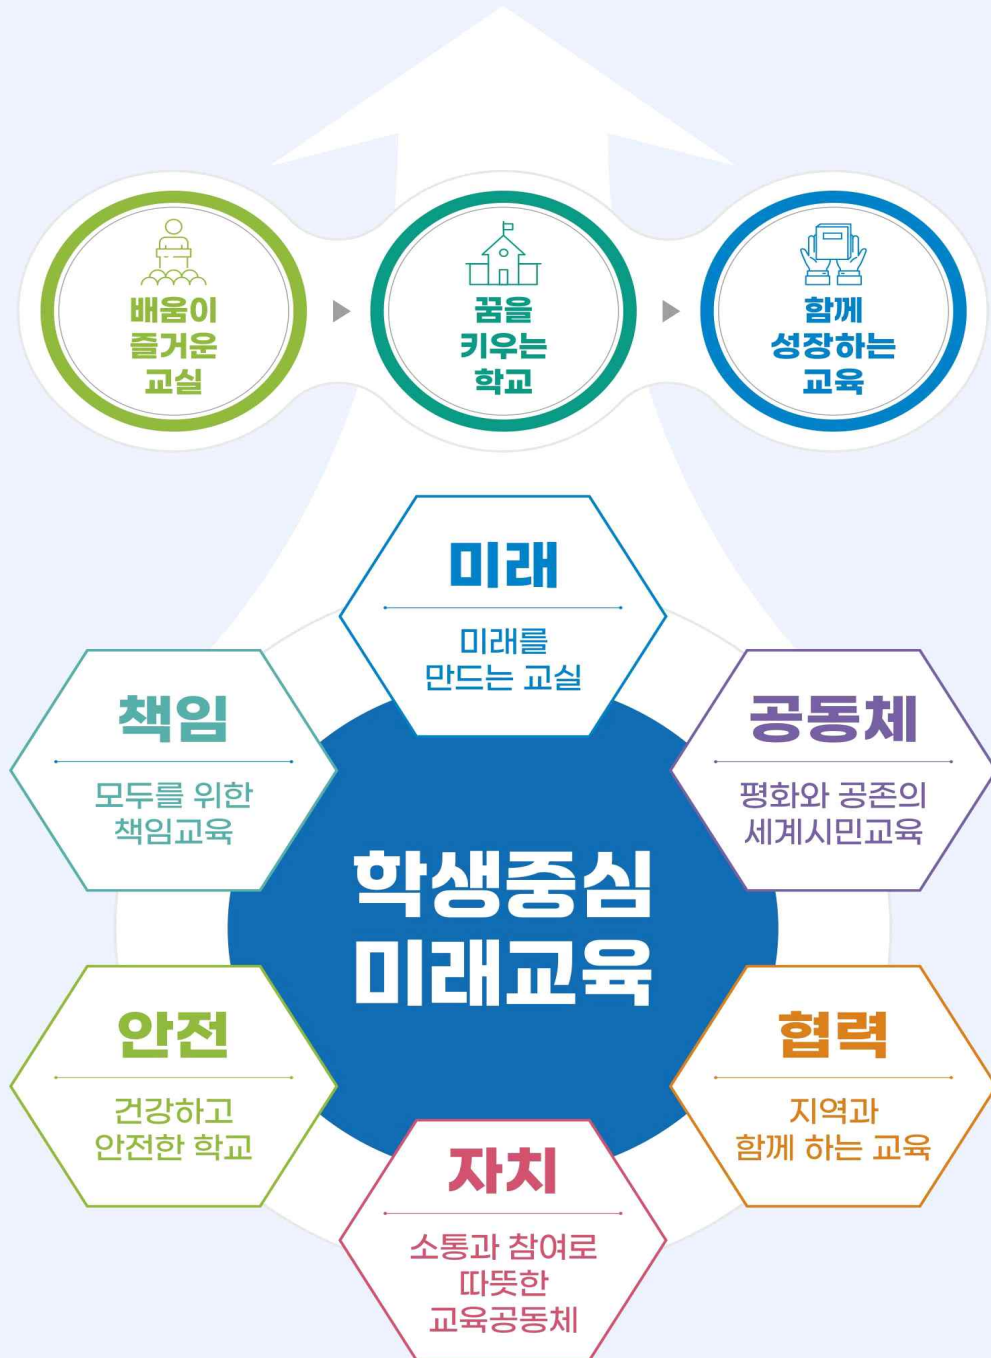 배움이
즐거운
교실
꿈을
키우는
학교
함께
성장하는
교육
미래
미래를
만드는 교실
책임
모두를 위한
책임교육
공동체
평화와 공존의
세계시민교육
학생중심
미래교육
안전
건강하고
안전한 학교
협력
지역과
함께 하는 교육
자치
소통과 참여로
따뜻한
교육공동체